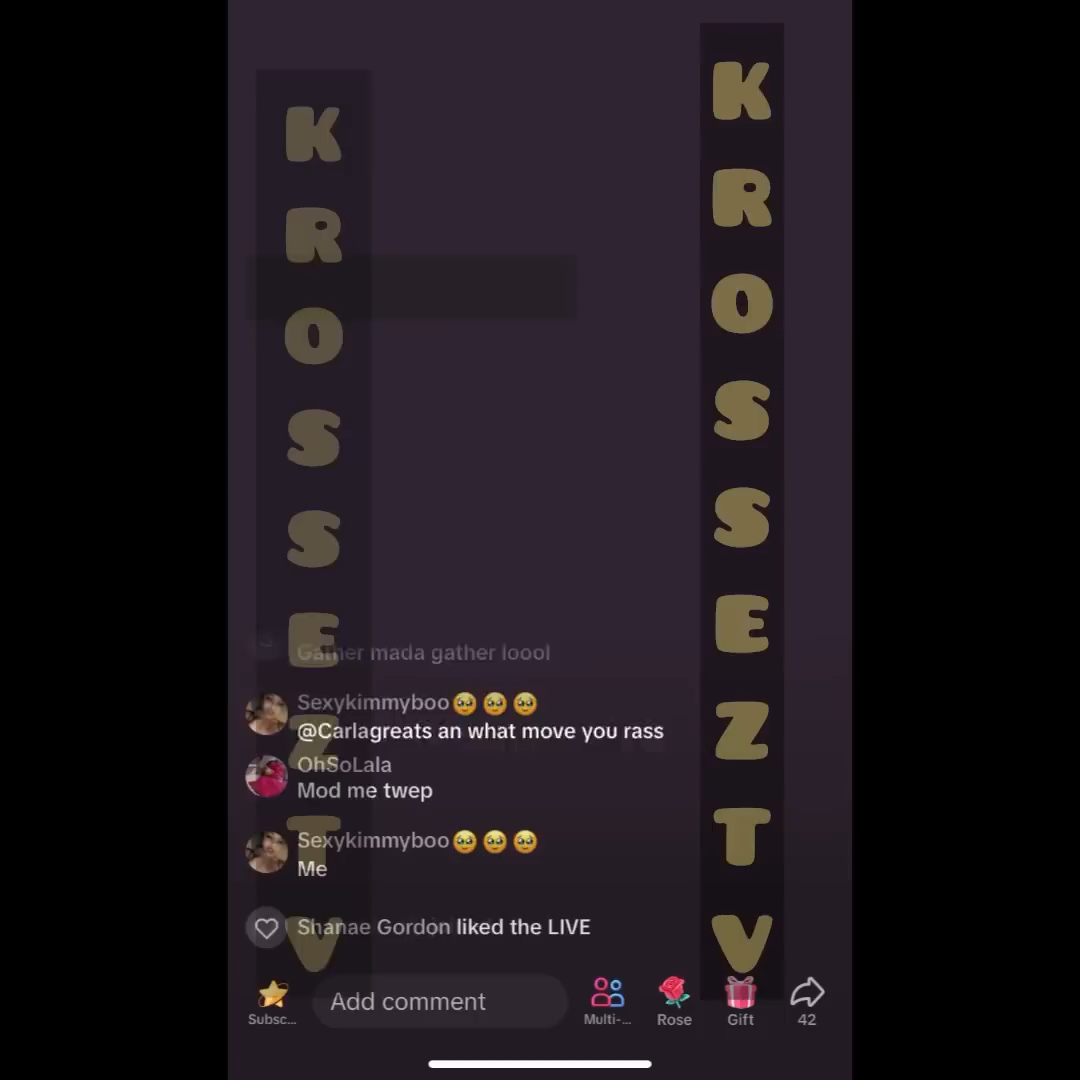 KROSSEZTV
KROSSEZTV
Gather mada gather loool
Sexykimmyboo🥹🥹🥹
@Carlagreats an what move you rass
OhSoLala
Mod me twep
Sexykimmyboo🥹🥹🥹
Me
Shanae Gordon liked the LIVE
Subsc...
Add comment
Multi-...
Rose
Gift
42